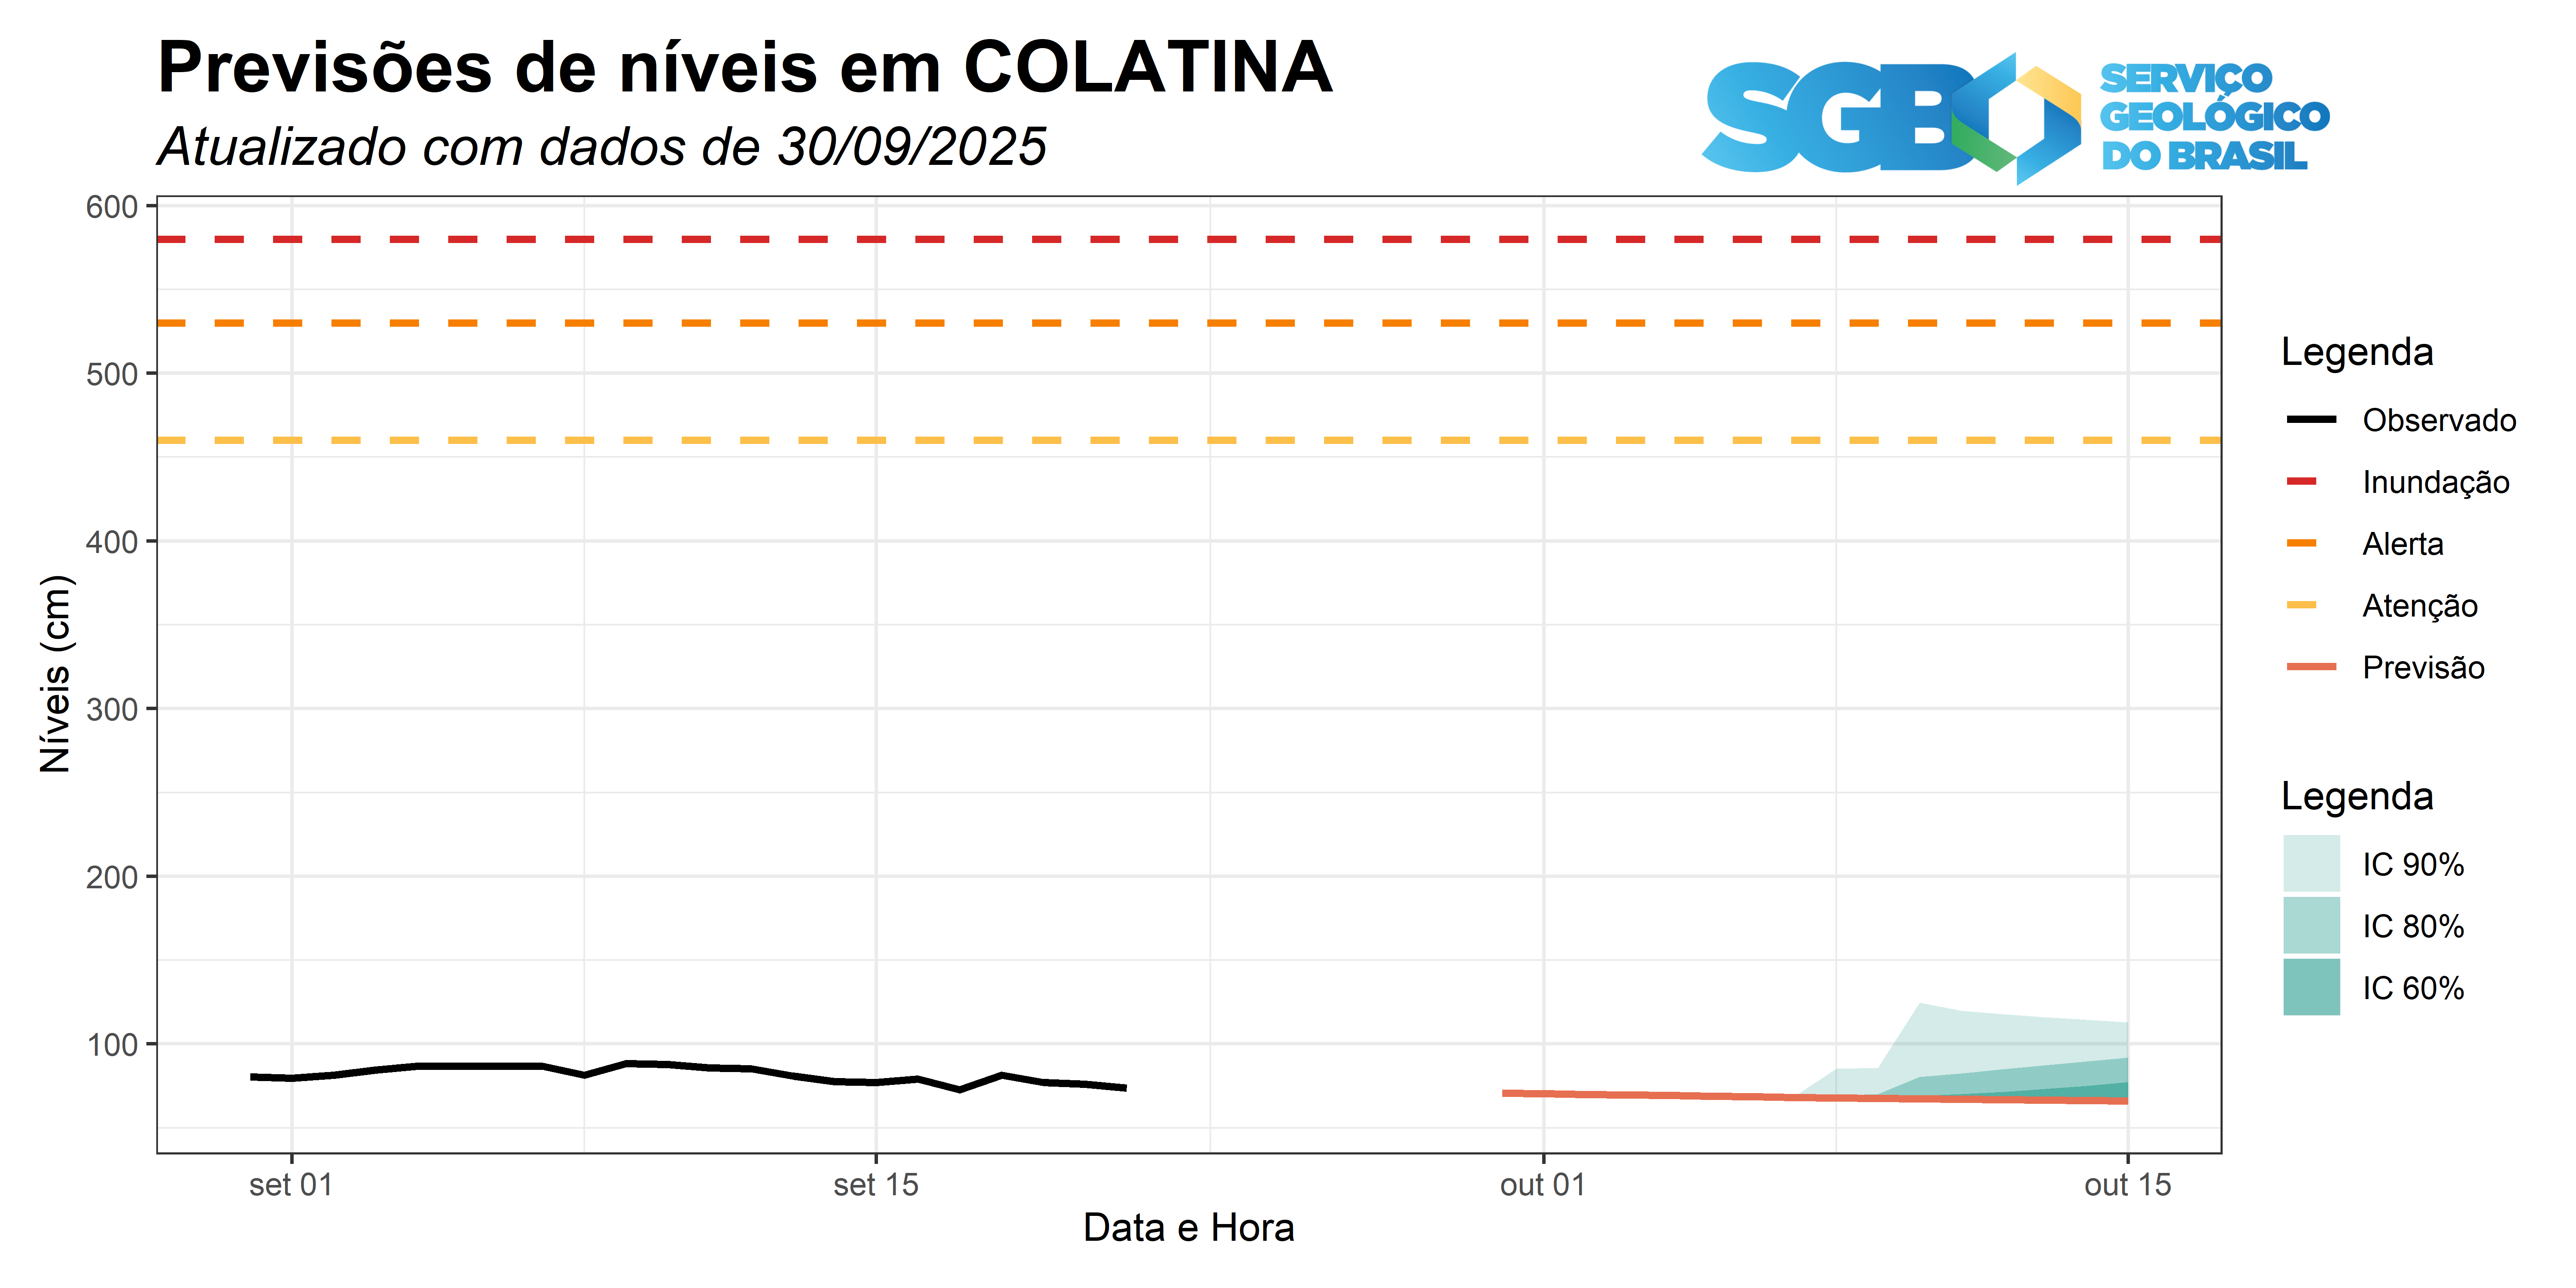 Previsões de níveis em COLATINA
Atualizado com dados de 30/09/2025
SGB
SERVIÇO
GEOLÓGICO
DO BRASIL
Níveis (cm)
600
500
400
300
200
100
set 01
set 15
out 01
out 15
Data e Hora
Legenda
Observado
Inundação
Alerta
Atenção
Previsão
Legenda
IC 90%
IC 80%
IC 60%